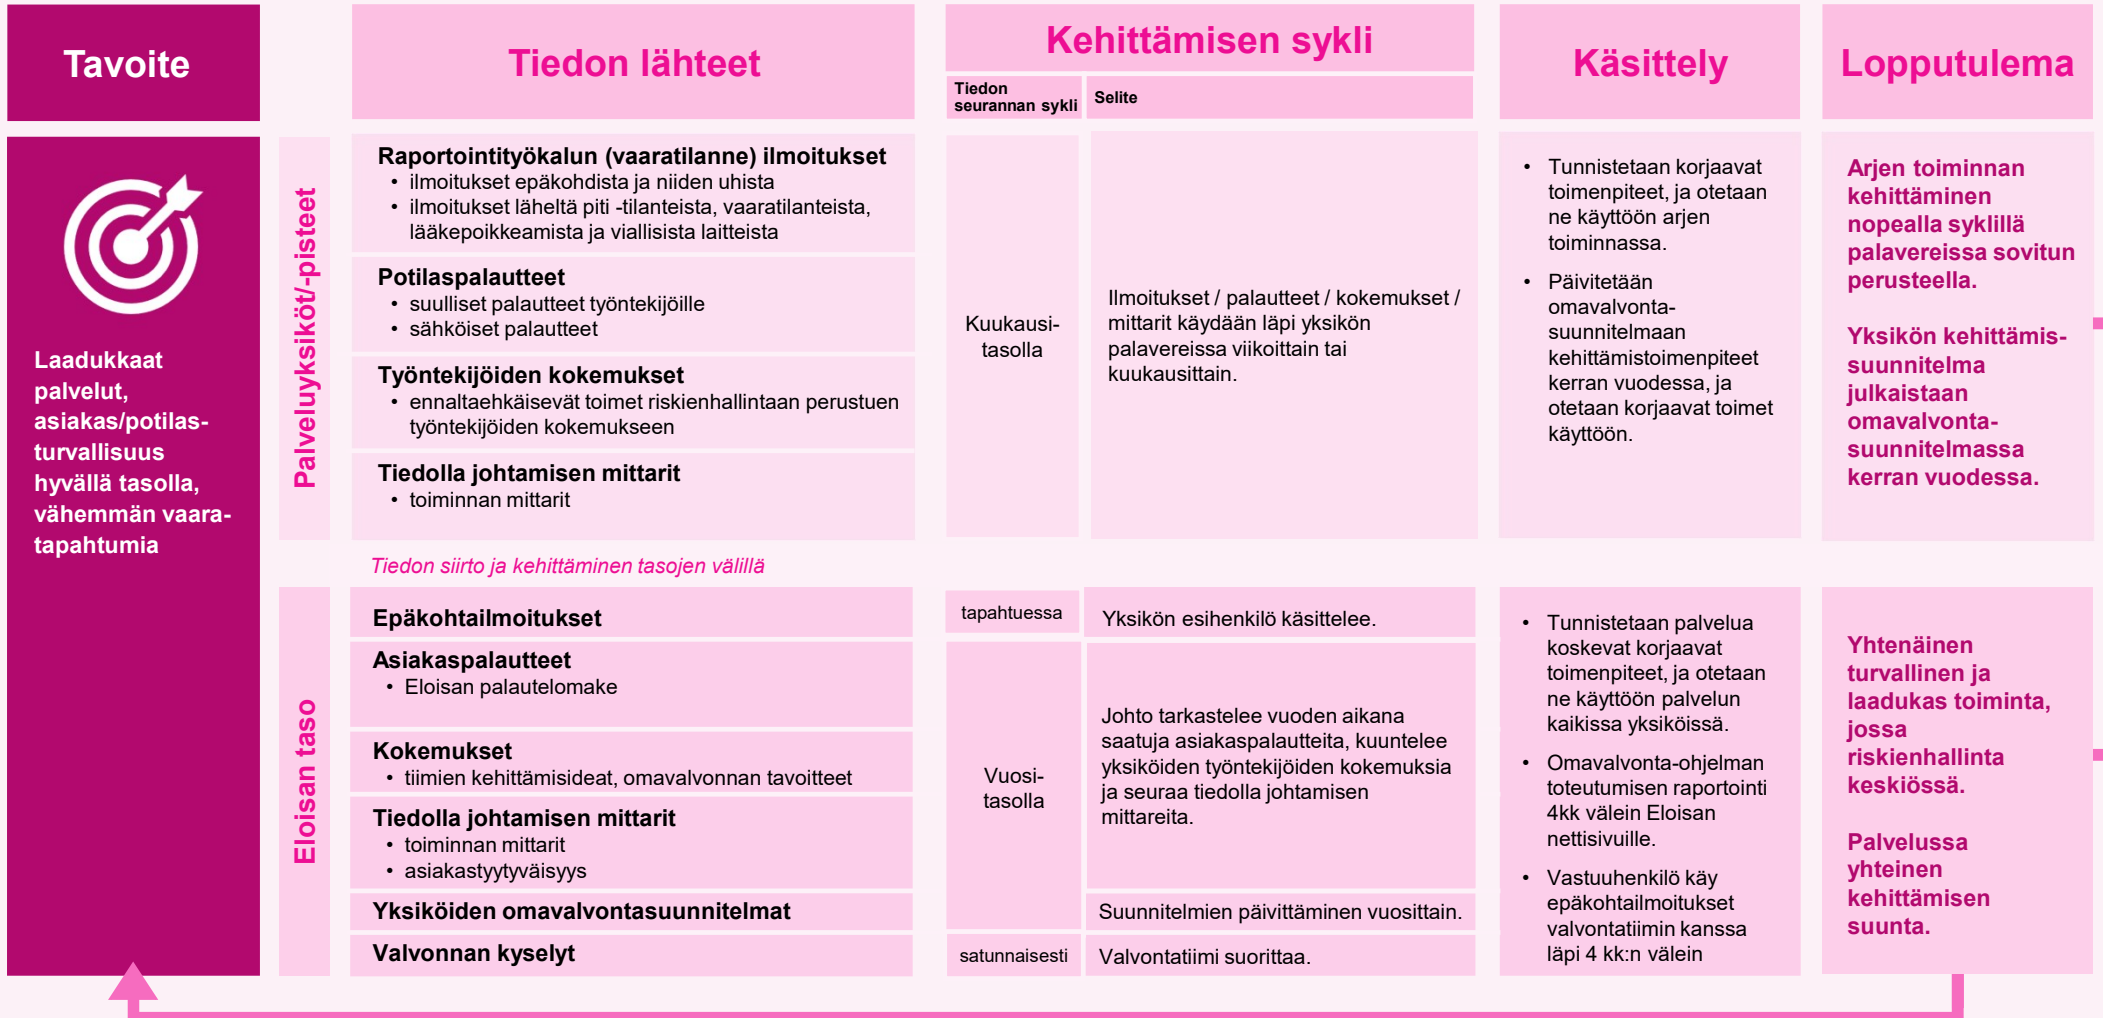 Tavoite
Tiedon lähteet
Kehittämisen sykli
Tiedon
seurannan sykli
Selite
Käsittely
Lopputulema
Laadukkaat
palvelut,
asiakas/potilas-
turvallisuus
hyvällä tasolla,
vähemmän vaara-
tapahtumia
Palveluyksiköt/-pisteet
Raportointityökalun (vaaratilanne) ilmoitukset
• ilmoitukset epäkohdista ja niiden uhista
• ilmoitukset läheltä piti -tilanteista, vaaratilanteista,
lääkepoikkeamista ja viallisista laitteista
Potilaspalautteet
• suulliset palautteet työntekijöille
• sähköiset palautteet
Työntekijöiden kokemukset
• ennaltaehkäisevät toimet riskienhallintaan perustuen
työntekijöiden kokemukseen
Tiedolla johtamisen mittarit
• toiminnan mittarit
Kuukausi-
tasolla
Ilmoitukset / palautteet / kokemukset /
mittarit käydään läpi yksikön
palavereissa viikoittain tai
kuukausittain.
• Tunnistetaan korjaavat
toimenpiteet, ja otetaan
ne käyttöön arjen
toiminnassa.
• Päivitetään
omavalvonta-
suunnitelmaan
kehittämistoimenpiteet
kerran vuodessa, ja
otetaan korjaavat toimet
käyttöön.
Arjen toiminnan
kehittäminen
nopealla syklillä
palavereissa sovitun
perusteella.
Yksikön kehittämis-
suunnitelma
julkaistaan
omavalvonta-
suunnitelmassa
kerran vuodessa.
Tiedon siirto ja kehittäminen tasojen välillä
Eloisan taso
Epäkohtailmoitukset
Asiakaspalautteet
• Eloisan palautelomake
Kokemukset
• tiimien kehittämisideat, omavalvonnan tavoitteet
Tiedolla johtamisen mittarit
• toiminnan mittarit
• asiakastyytyväisyys
Yksiköiden omavalvontasuunnitelmat
Valvonnan kyselyt
tapahtuessa
Yksikön esihenkilö käsittelee.
Vuosi-
tasolla
Johto tarkastelee vuoden aikana
saatuja asiakaspalautteita, kuuntelee
yksiköiden työntekijöiden kokemuksia
ja seuraa tiedolla johtamisen
mittareita.
Suunnitelmien päivittäminen vuosittain.
satunnaisesti
Valvontatiimi suorittaa.
• Tunnistetaan palvelua
koskevat korjaavat
toimenpiteet, ja otetaan
ne käyttöön palvelun
kaikissa yksiköissä.
• Omavalvonta-ohjelman
toteutumisen raportointi
4kk välein Eloisan
nettisivuille.
• Vastuuhenkilö käy
epäkohtailmoitukset
valvontatiimin kanssa
läpi 4 kk:n välein
Yhtenäinen
turvallinen ja
laadukas toiminta,
jossa
riskienhallinta
keskiössä.
Palvelussa
yhteinen
kehittämisen
suunta.